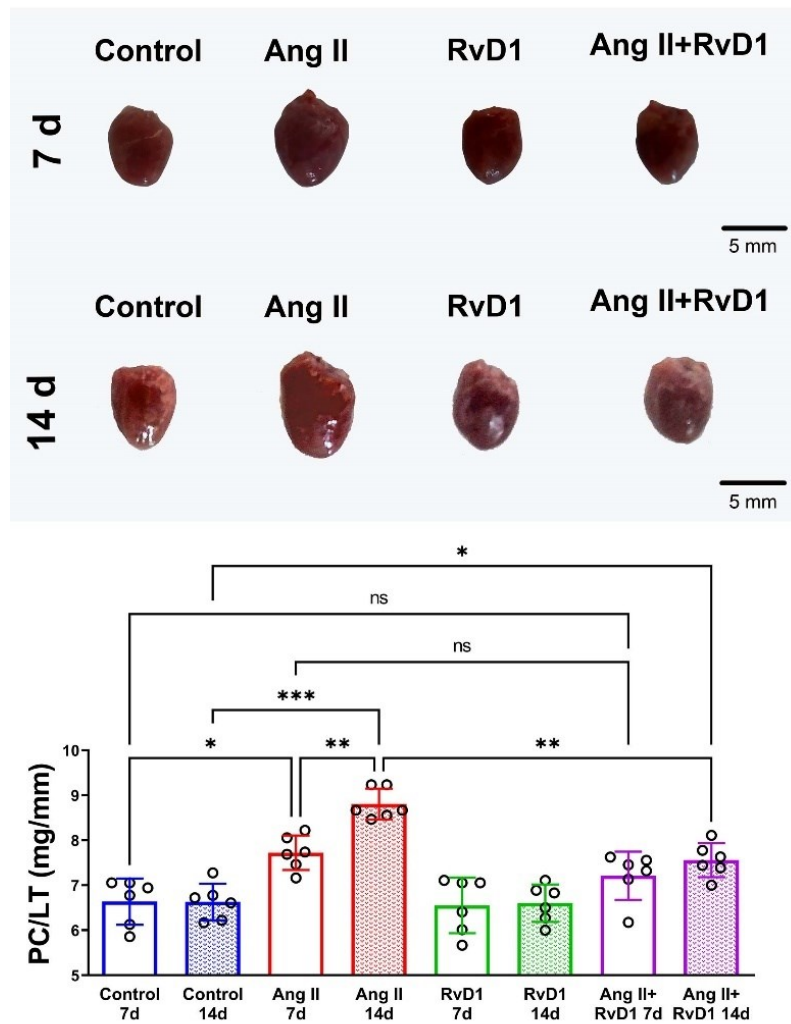 Control Ang II RvD1 Ang II+RvD1
7 d
5 mm
Control Ang II RvD1 Ang II+RvD1
14 d
5 mm
*
ns
ns
***
* ** **
PC/LT (mg/mm)
10
9
8
7
6
5
Control Control Ang II Ang II RvD1 RvD1 Ang II+ Ang II+
7d 14d 7d 14d 7d 14d RvD1 7d RvD1 14d